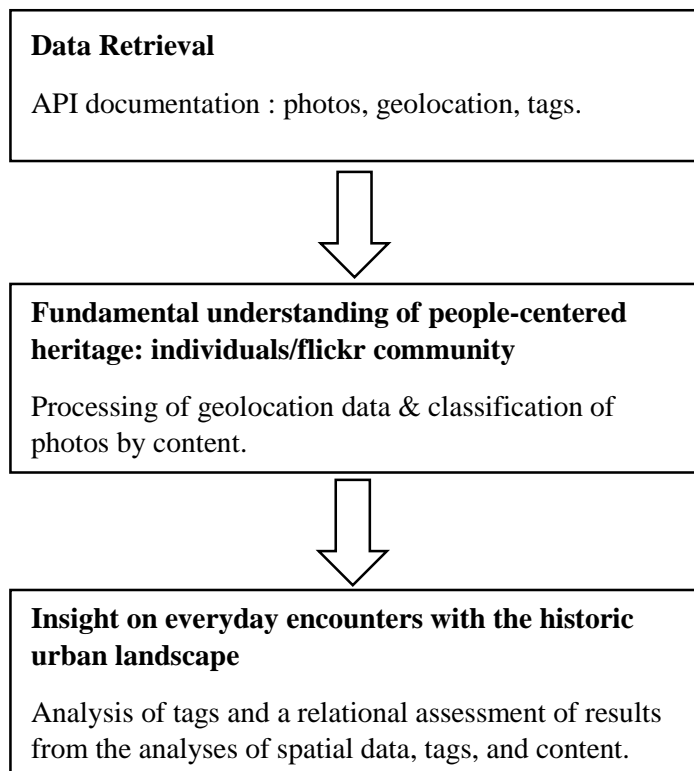 Data Retrieval
API documentation : photos, geolocation, tags.
Fundamental understanding of people-centered
heritage: individuals/flickr community
Processing of geolocation data & classification of
photos by content.
Insight on everyday encounters with the historic
urban landscape
Analysis of tags and a relational assessment of results
from the analyses of spatial data, tags, and content.